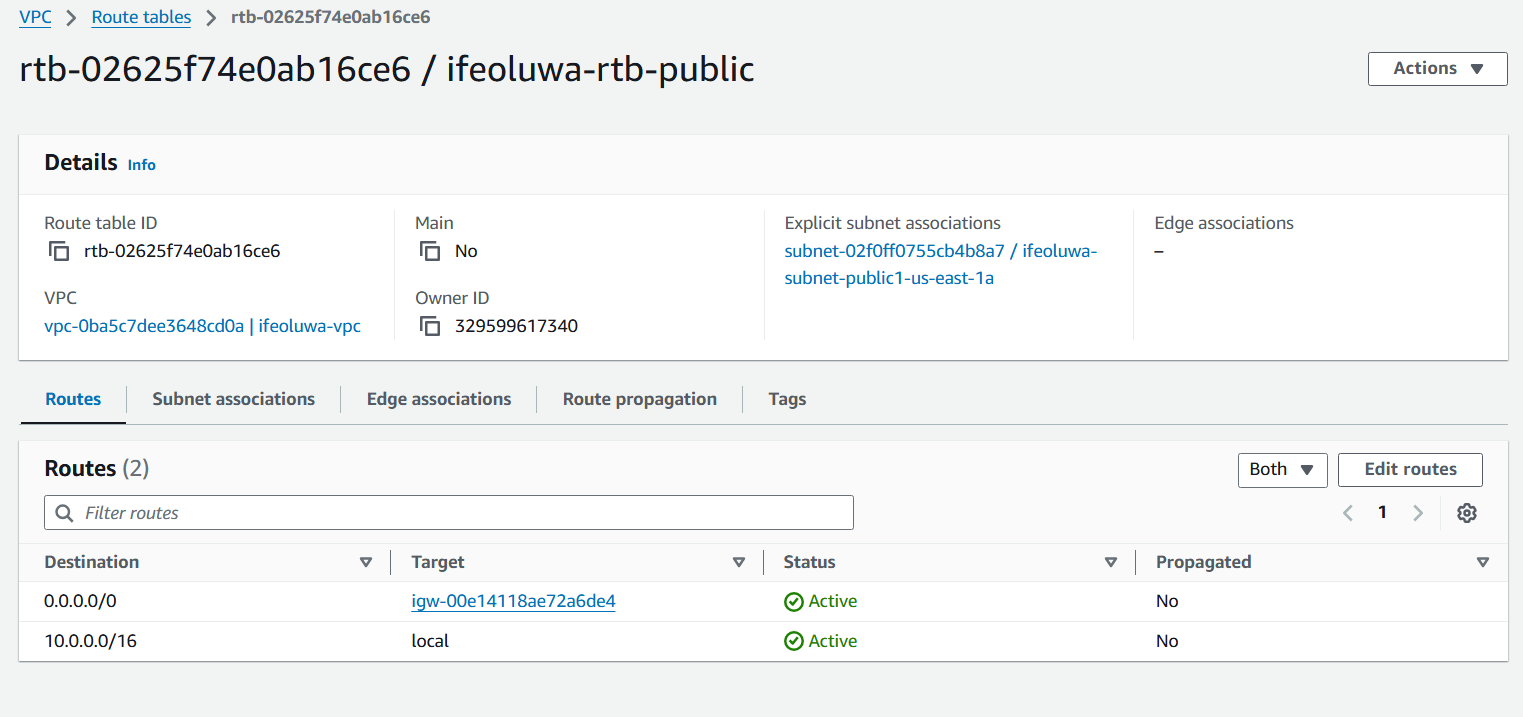 VPC > Route tables > rtb-02625f74e0ab16ce6
rtb-02625f74e0ab16ce6 / ifeoluwa-rtb-public
Actions
Details Info
Route table ID
rtb-02625f74e0ab16ce6
Main
No
Explicit subnet associations
subnet-02f0ff0755cb4b8a7 / ifeoluwa-
subnet-public1-us-east-1a
Edge associations
–
VPC
vpc-0ba5c7dee3648cd0a | ifeoluwa-vpc
Owner ID
329599617340
Routes Subnet associations Edge associations Route propagation Tags
Routes (2)
Both Edit routes
Filter routes
1
Destination Target Status Propagated
0.0.0.0/0 igw-00e14118ae72a6de4 Active No
10.0.0.0/16 local Active No